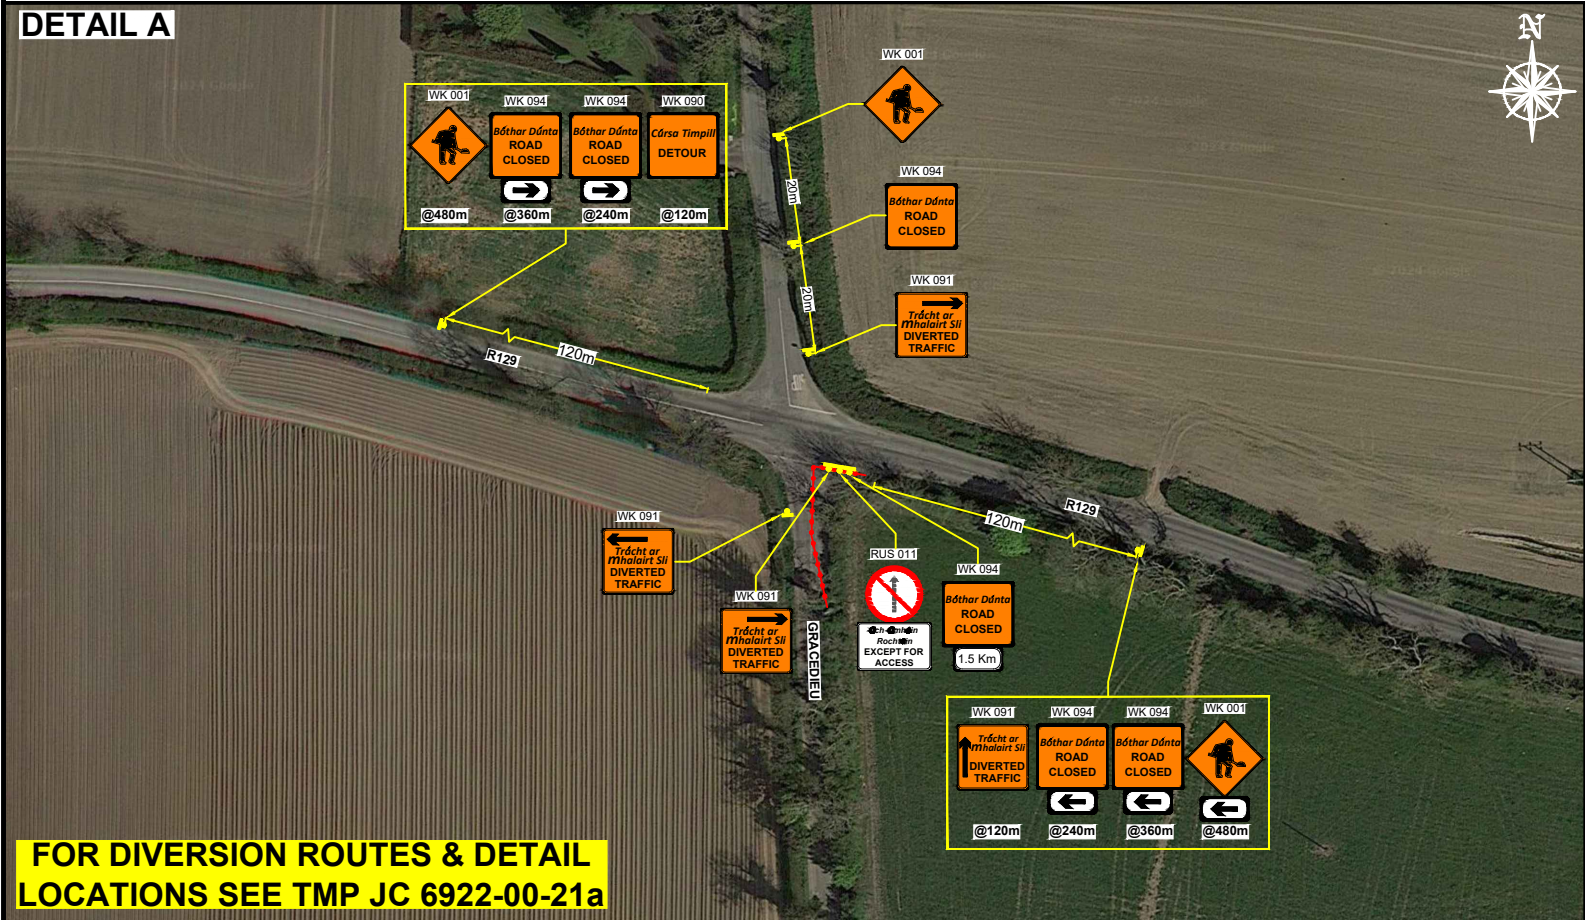 DETAIL A
N
WK 001
WK 094
WK 094
WK 090
Bóthar Dúnta
ROAD
CLOSED
Bóthar Dúnta
ROAD
CLOSED
Cúrsa Timpill
DETOUR
@480m
@360m
@240m
@120m
WK 001
WK 094
Bóthar Dúnta
ROAD
CLOSED
WK 091
Trácht ar
mhalairt Slí
DIVERTED
TRAFFIC
20m
20m
R129
120m
R129
120m
WK 091
Trácht ar
mhalairt Slí
DIVERTED
TRAFFIC
WK 091
Trácht ar
mhalairt Slí
DIVERTED
TRAFFIC
GRACEDIEU
RUS 011
EXCEPT FOR
ACCESS
WK 094
Bóthar Dúnta
ROAD
CLOSED
1.5 Km
WK 091
WK 094
WK 094
WK 001
Trácht ar
mhalairt Slí
DIVERTED
TRAFFIC
Bóthar Dúnta
ROAD
CLOSED
Bóthar Dúnta
ROAD
CLOSED
@120m
@240m
@360m
@480m
FOR DIVERSION ROUTES & DETAIL
LOCATIONS SEE TMP JC 6922-00-21a